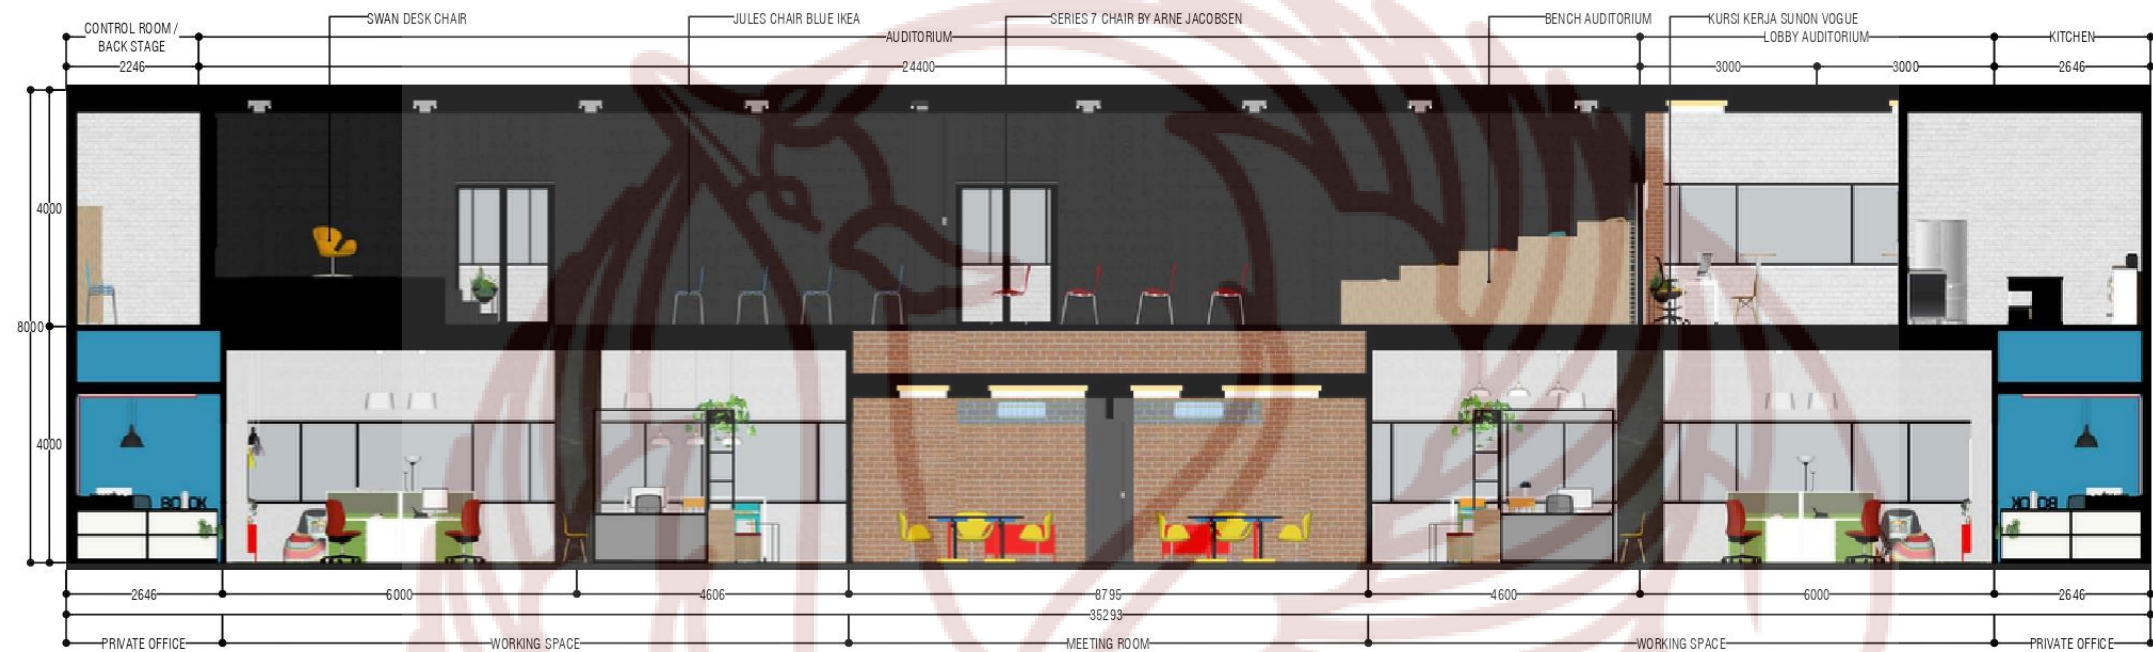 CONTROL ROOM /
BACK STAGE
SWAN DESK CHAIR
JULES CHAIR BLUE IKEA
SERIES 7 CHAIR BY ARNE JACOBSEN
BENCH AUDITORIUM
KURSI KERJA SUNON VOGUE
AUDITORIUM
LOBBY AUDITORIUM
KITCHEN
2246
24400
3000
3000
2646
4000
8000
4000
BOOK
BOOK
2646
6000
4606
8795
4600
6000
2646
35293
PRIVATE OFFICE
WORKING SPACE
MEETING ROOM
WORKING SPACE
PRIVATE OFFICE